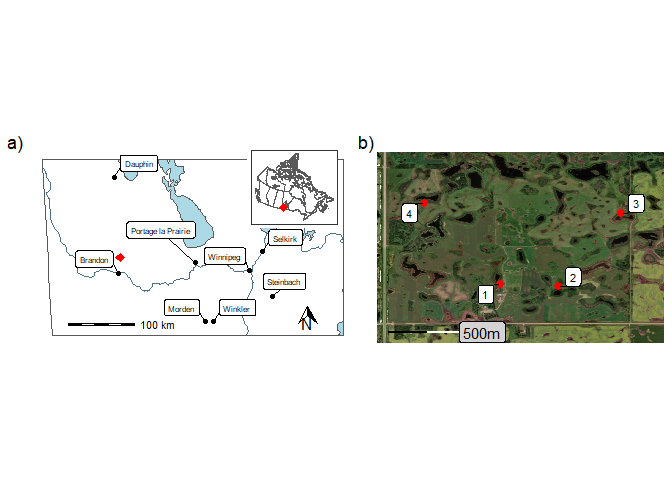 a)
b)
Dauphin
Portage la Prairie
Selkirk
Brandon
Winnipeg
Steinbach
Morden
Winkler
100 km
N
4
3
2
1
500m